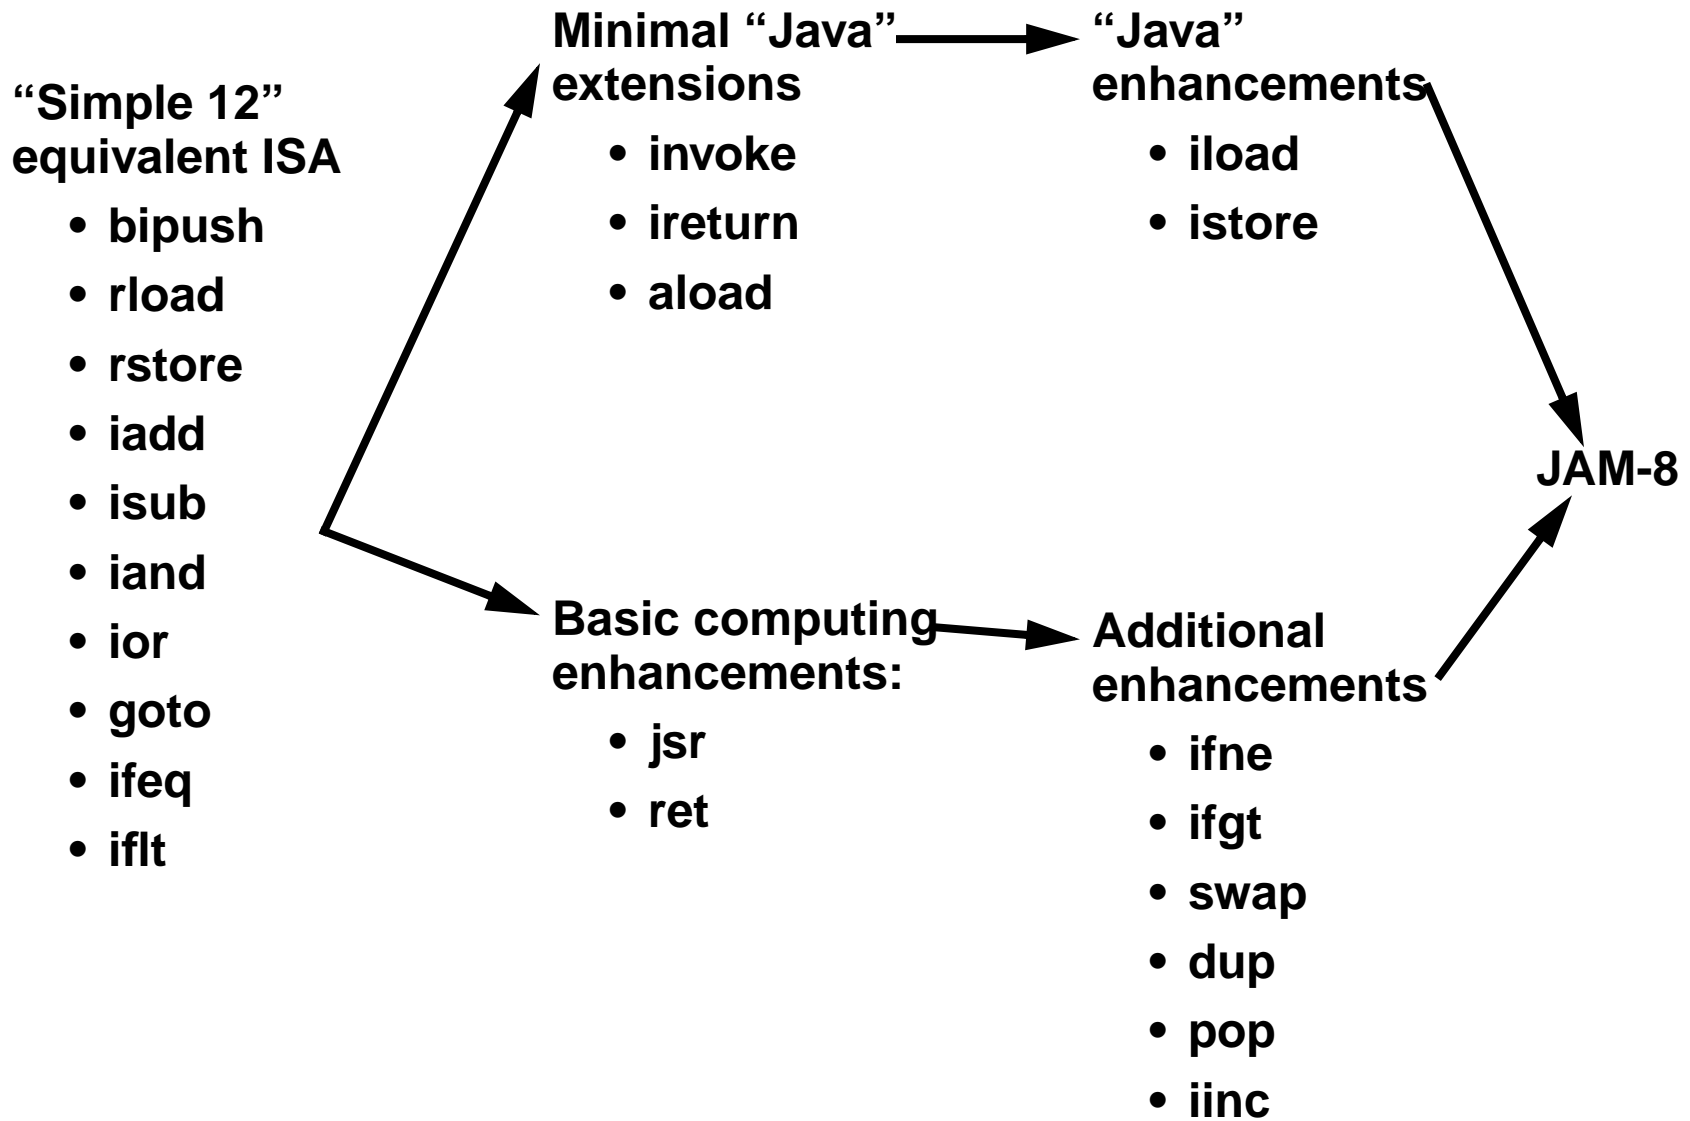 “Simple 12”
equivalent ISA
• bipush
• rload
• rstore
• iadd
• isub
• iand
• ior
• goto
• ifeq
• iflt
Minimal “Java”
extensions
• invoke
• ireturn
• aload
“Java”
enhancements
• iload
• istore
Basic computing
enhancements:
• jsr
• ret
Additional
enhancements
• ifne
• ifgt
• swap
• dup
• pop
• iinc
JAM-8